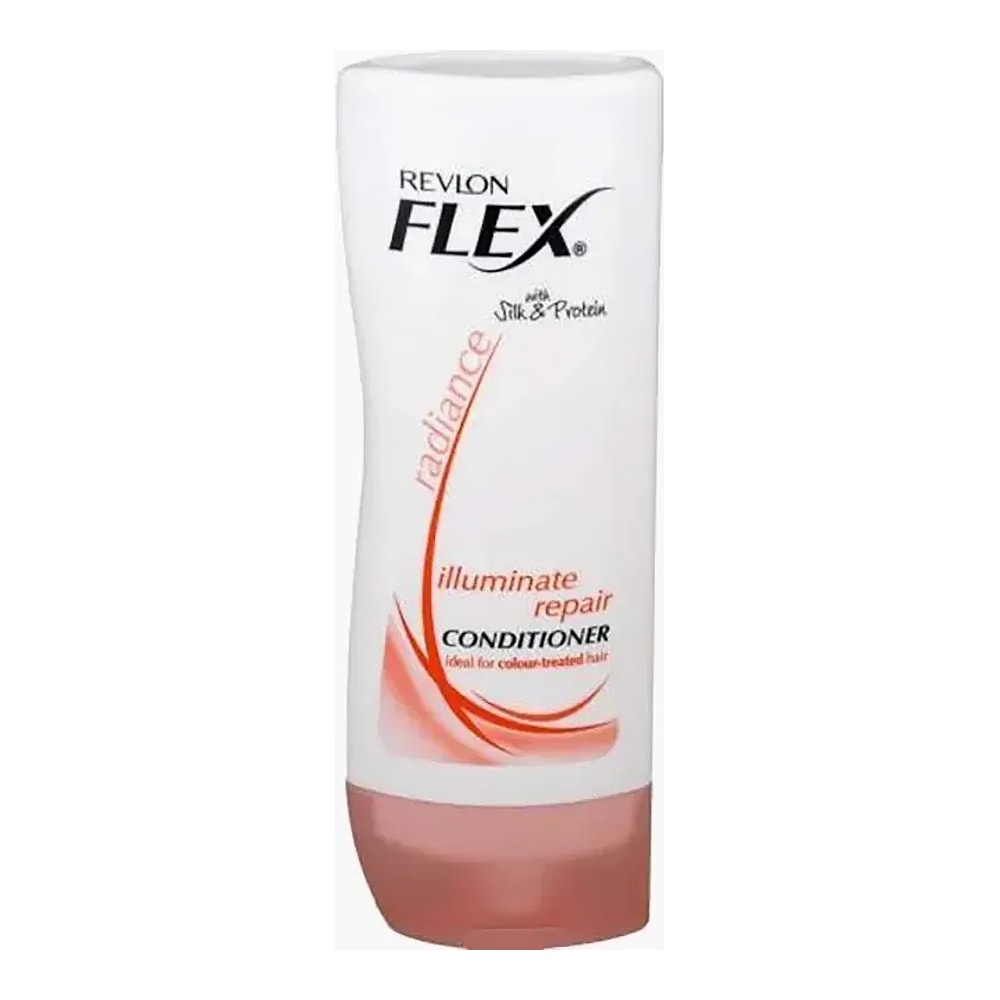 REVLON
FLEX®
with
Silk & Protein
radiance
illuminate
repair
CONDITIONER
ideal for colour-treated hair